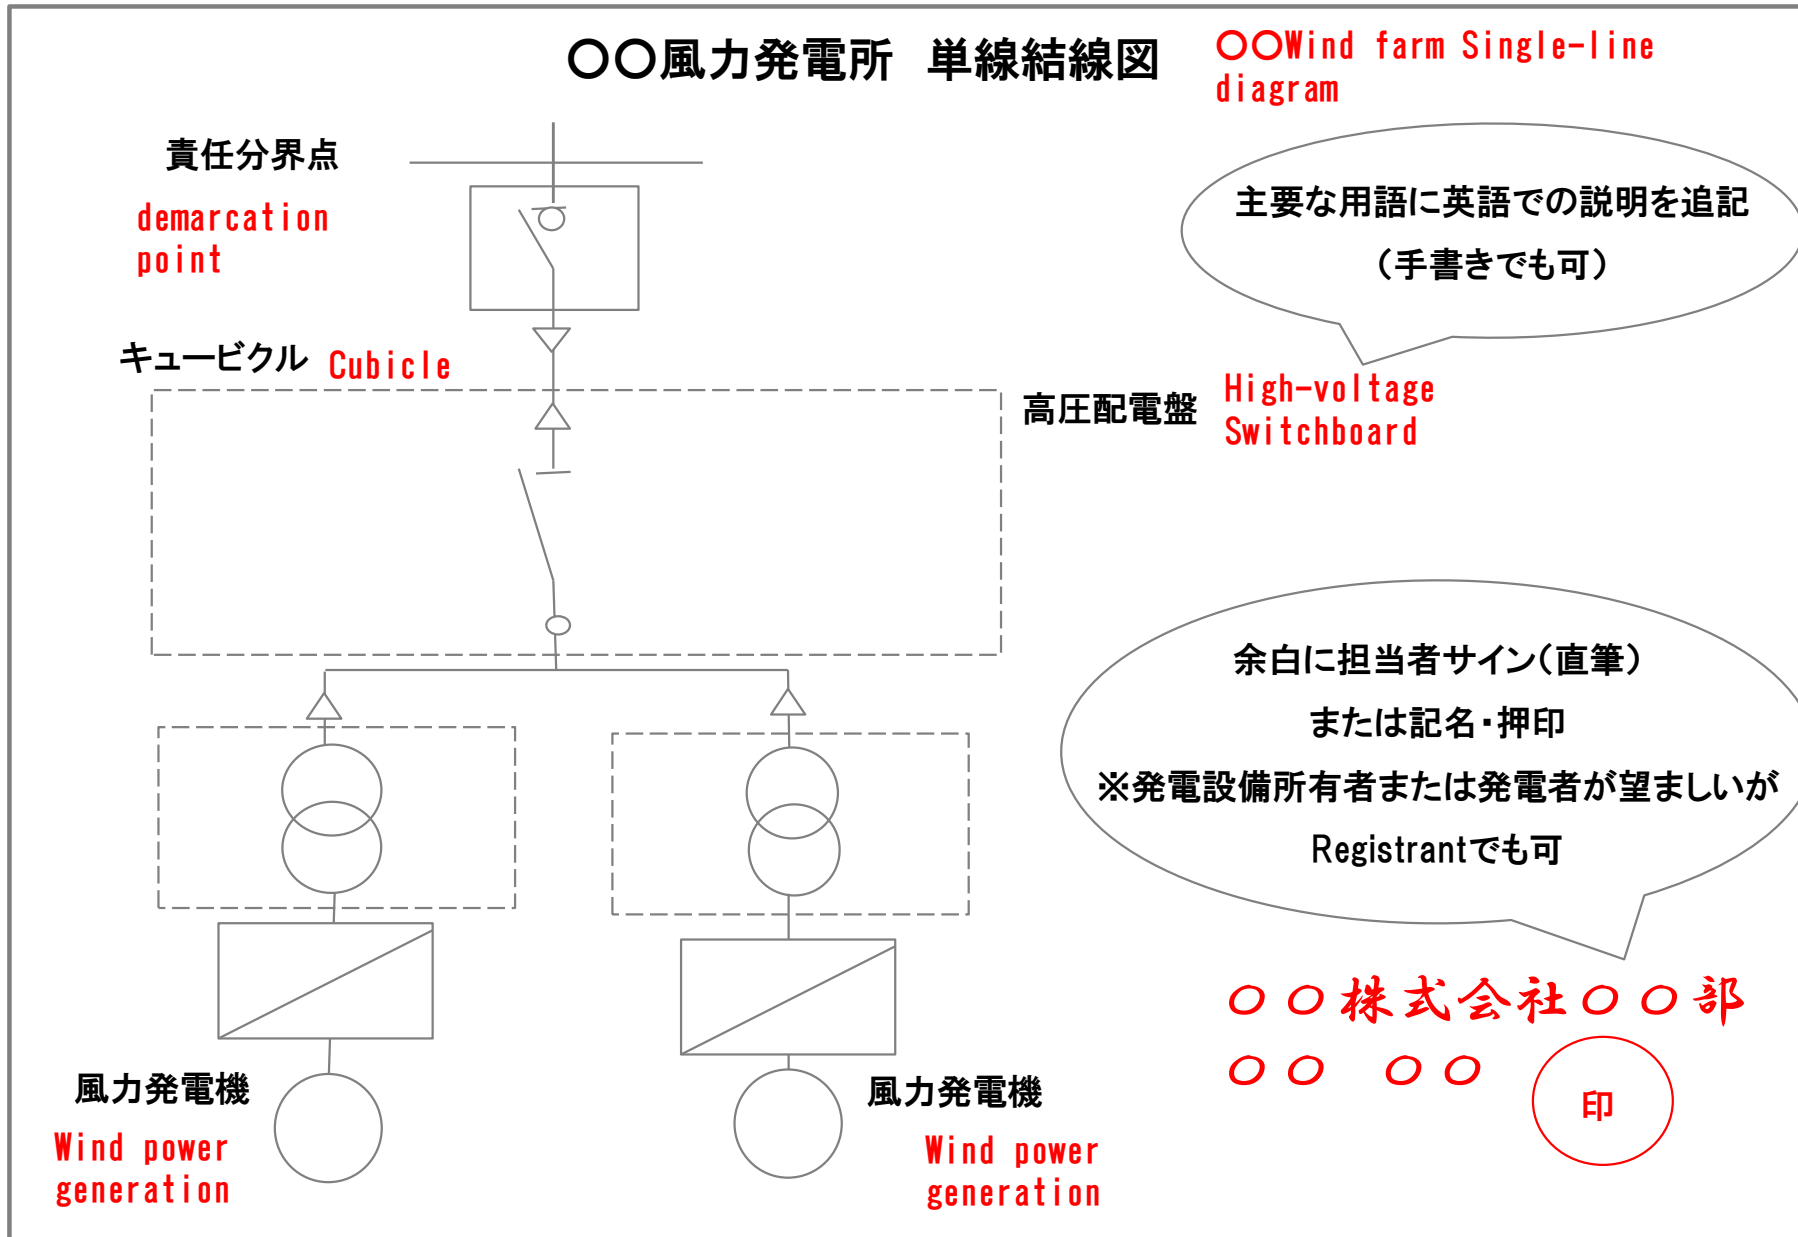 〇〇風力発電所 単線結線図
〇〇Wind farm Single-line
diagram
責任分界点
demarcation
point
主要な用語に英語での説明を追記
（手書きでも可）
キュービクル
Cubicle
高圧配電盤
High-voltage
Switchboard
余白に担当者サイン（直筆）
または記名・押印
※発電設備所有者または発電者が望ましいが
Registrantでも可
〇〇株式会社〇〇部
〇〇 〇〇
印
風力発電機
Wind power
generation
風力発電機
Wind power
generation